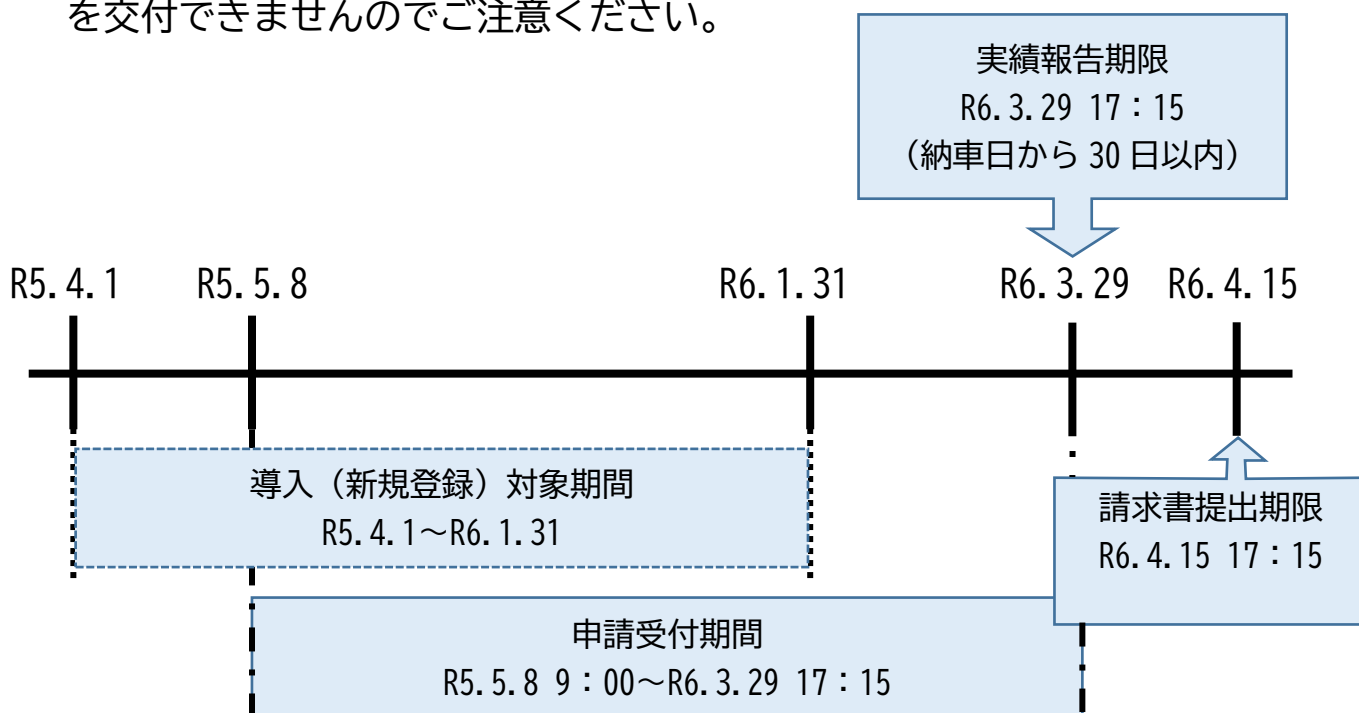 を交付できませんのでご注意ください。
実績報告期限
R6.3.29 17：15
（納車日から 30 日以内）
R5.4.1 R5.5.8 R6.1.31 R6.3.29 R6.4.15
導入（新規登録）対象期間
R5.4.1～R6.1.31
請求書提出期限
R6.4.15 17：15
申請受付期間
R5.5.8 9：00～R6.3.29 17：15